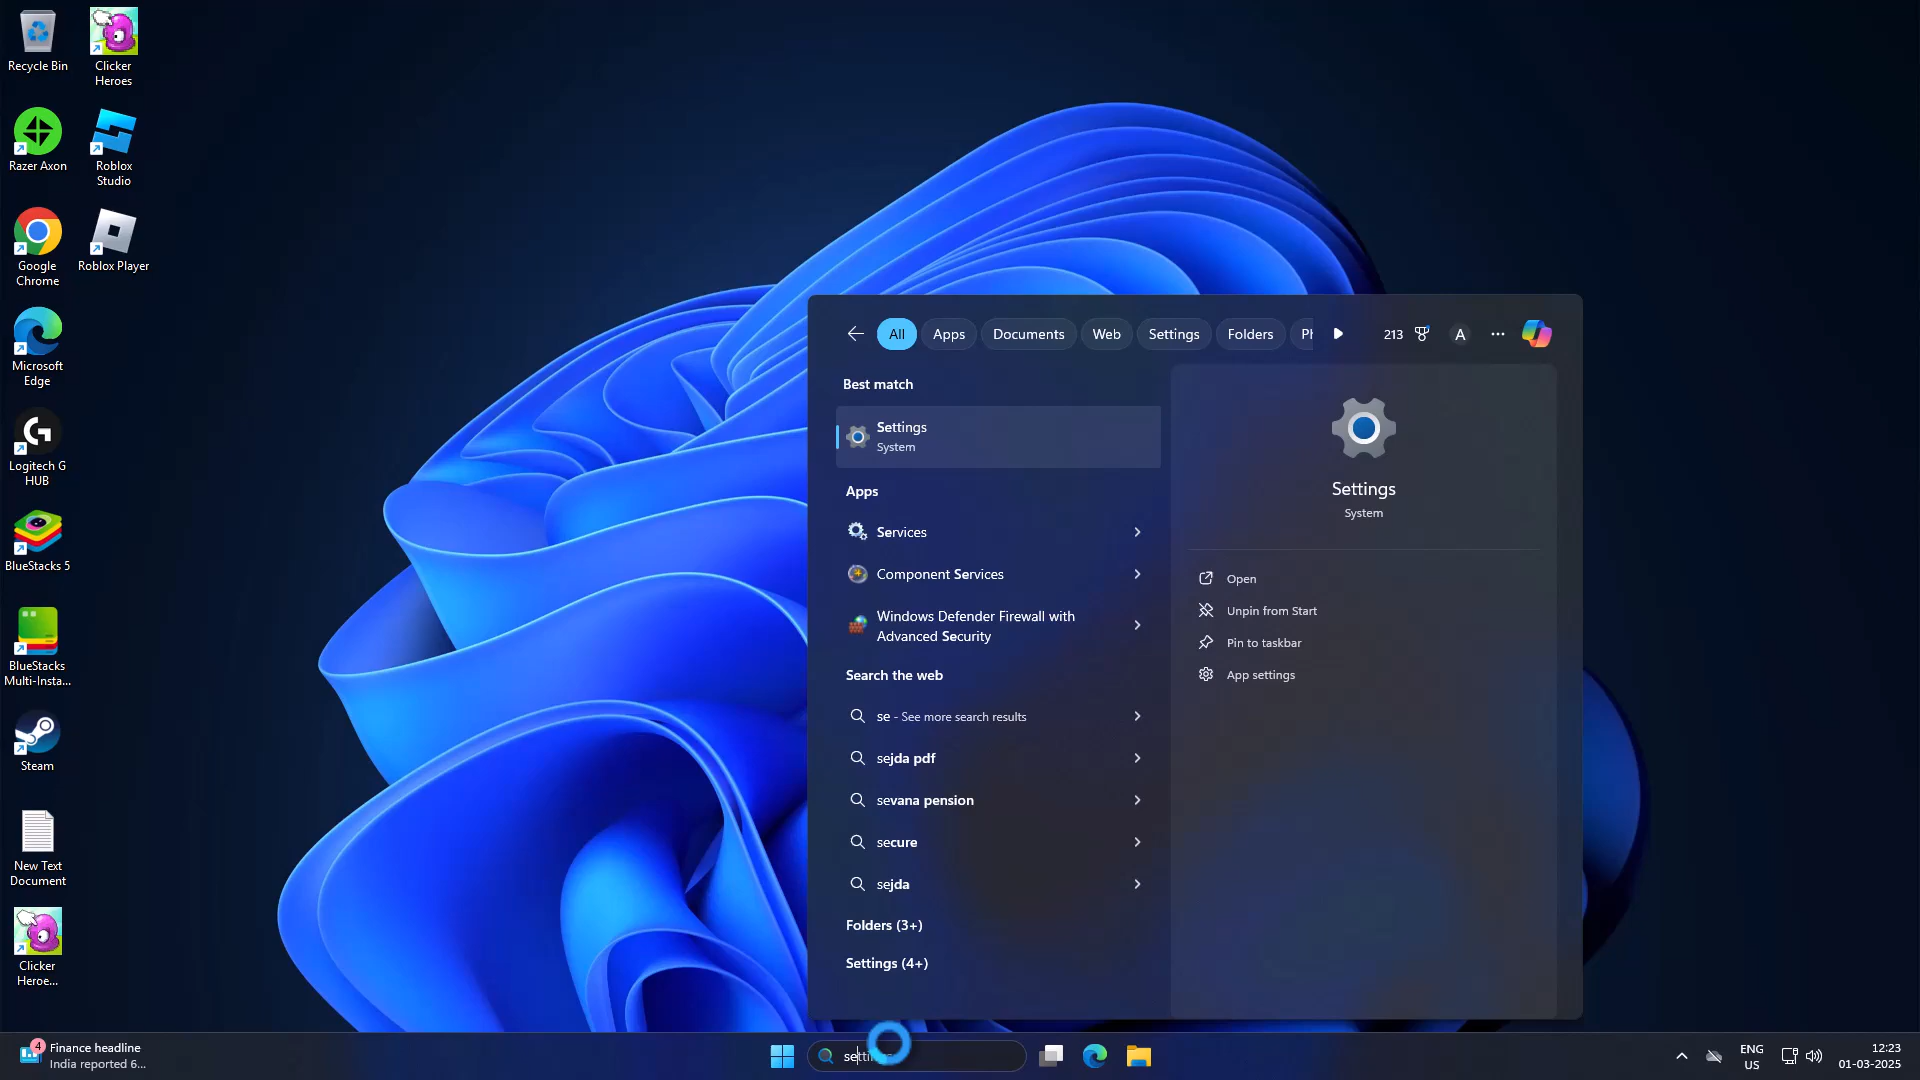 Recycle Bin
Clicker
Heroes
Razer Axon
Roblox
Studio
Google
Chrome
Roblox Player
Microsoft
Edge
Logitech G
HUB
BlueStacks 5
BlueStacks
Multi-Insta...
Steam
New Text
Document
Clicker
Heroe...
All
Apps
Documents
Web
Settings
Folders
213
A
Best match
Settings
System
Apps
Services
Component Services
Windows Defender Firewall with
Advanced Security
Search the web
se - See more search results
sejda pdf
sevana pension
secure
sejda
Folders (3+)
Settings (4+)
Settings
System
Open
Unpin from Start
Pin to taskbar
App settings
4
Finance headline
India reported 6...
settings
ENG
US
12:23
01-03-2025